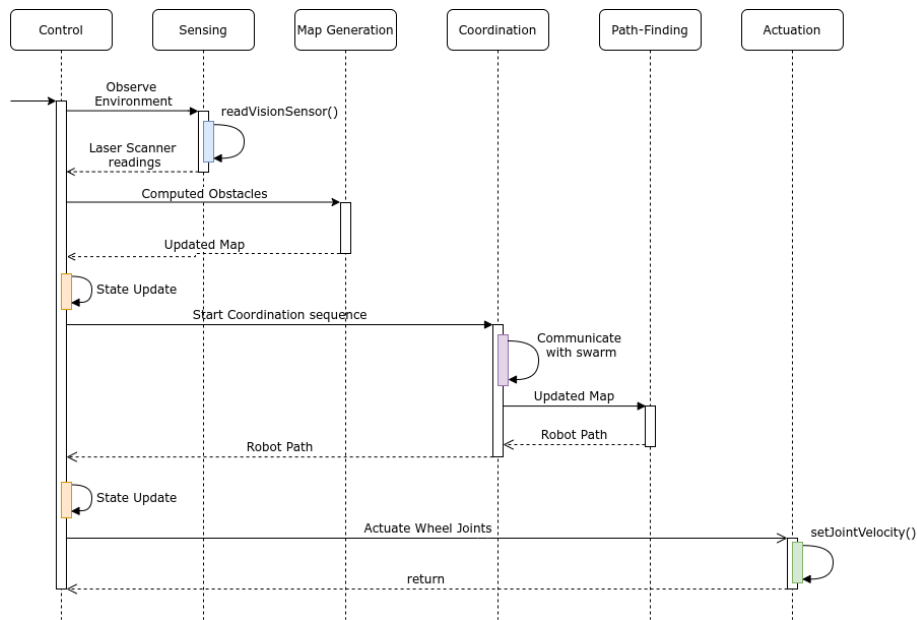 Control
Sensing
Map Generation
Coordination
Path-Finding
Actuation
Observe
Environment
readVisionSensor()
Laser Scanner
readings
Computed Obstacles
Updated Map
State Update
Start Coordination sequence
Communicate
with swarm
Updated Map
Robot Path
Robot Path
State Update
Actuate Wheel Joints
setJointVelocity()
return